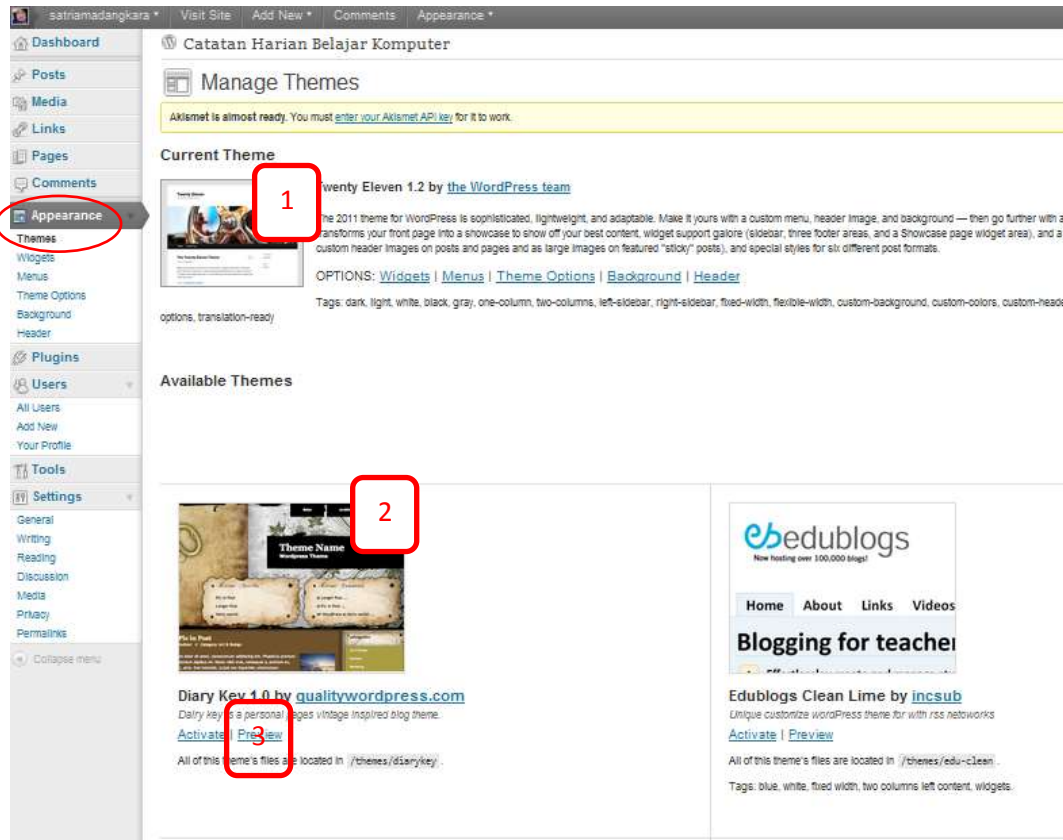 satriamadangkara Visit Site Add New Comments Appearance
Dashboard
Posts
Media
Links
Pages
Comments
Appearance
Themes
Widgets
Menus
Theme Options
Background
Header
Plugins
Users
All Users
Add New
Your Profile
Tools
Settings
General
Writing
Reading
Discussion
Media
Privacy
Permalinks
Collapse menu
Catatan Harian Belajar Komputer
Manage Themes
Akismet is almost ready. You must enter your Akismet API key for it to work.
Current Theme
1
Twenty Eleven 1.2 by the WordPress team
The 2011 theme for WordPress is sophisticated, lightweight, and adaptable. Make it yours with a custom menu, header image, and background — then go further with a
transforms your front page into a showcase to show off your best content, widget support galore (sidebar, three footer areas, and a Showcase page widget area), and a
custom header images on posts and pages and as large images on featured "sticky" posts), and special styles for six different post formats.
OPTIONS: Widgets | Menus | Theme Options | Background | Header
Tags: dark, light, white, black, gray, one-column, two-columns, left-sidebar, right-sidebar, fixed-width, flexible-width, custom-background, custom-colors, custom-heade
options, translation-ready
Available Themes
2
Theme Name
Wordpress Theme
Pic in Post
Diary Key 1.0 by qualitywordpress.com
Dairy key is a personal pages vintage inspired blog theme.
Activate | Preview
3
All of this theme's files are located in /themes/diarykey .
edublogs
Now hosting over 100,000 blogs!
Home About Links Videos
Blogging for teacher
Edublogs Clean Lime by incsub
Unique customize wordPress theme for with rss netoworks
Activate | Preview
All of this theme's files are located in /themes/edu-clean .
Tags: blue, white, fixed width, two columns left content, widgets.